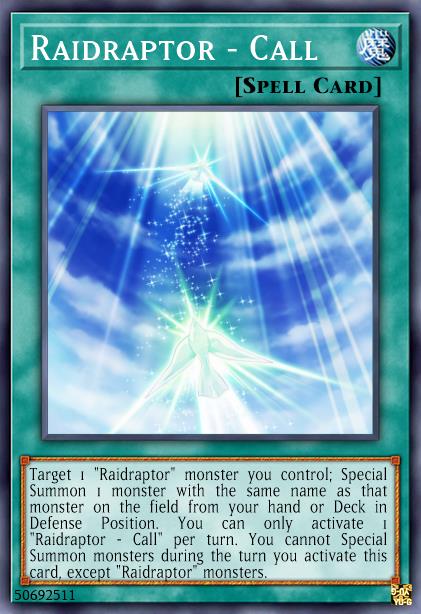 Raidraptor - Call
魔
[Spell Card]
Target 1 "Raidraptor" monster you control; Special
Summon 1 monster with the same name as that
monster on the field from your hand or Deck in
Defense Position. You can only activate 1
"Raidraptor - Call" per turn. You cannot Special
Summon monsters during the turn you activate this
card, except "Raidraptor" monsters.
50692511